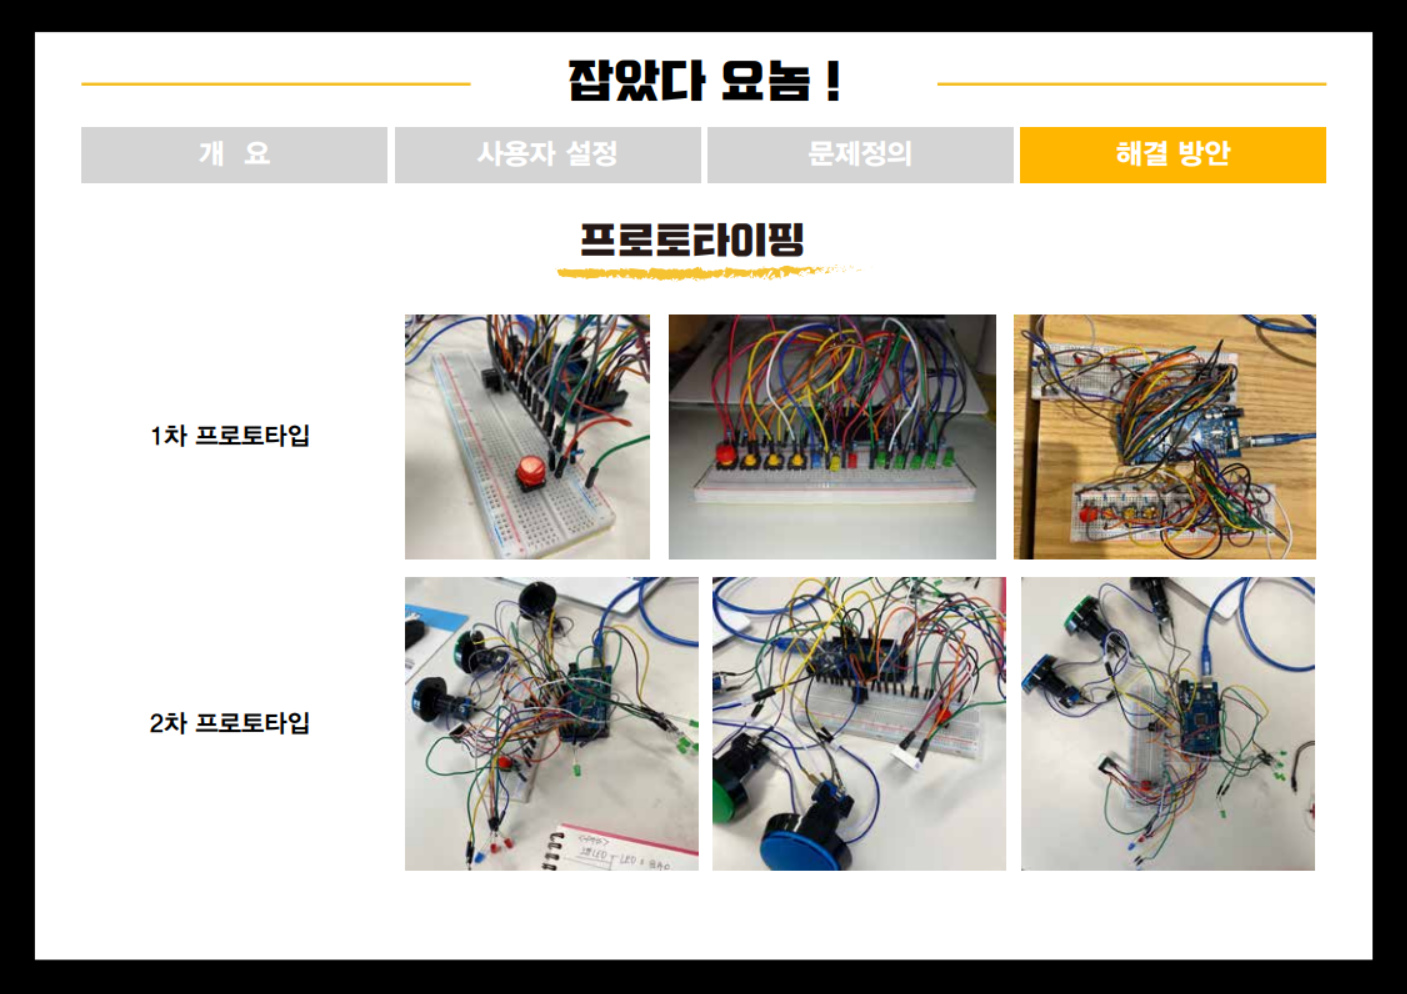 잡았다 요놈 !
개 요
사용자 설정
문제정의
해결 방안
프로토타이핑
1차 프로토타입
2차 프로토타입